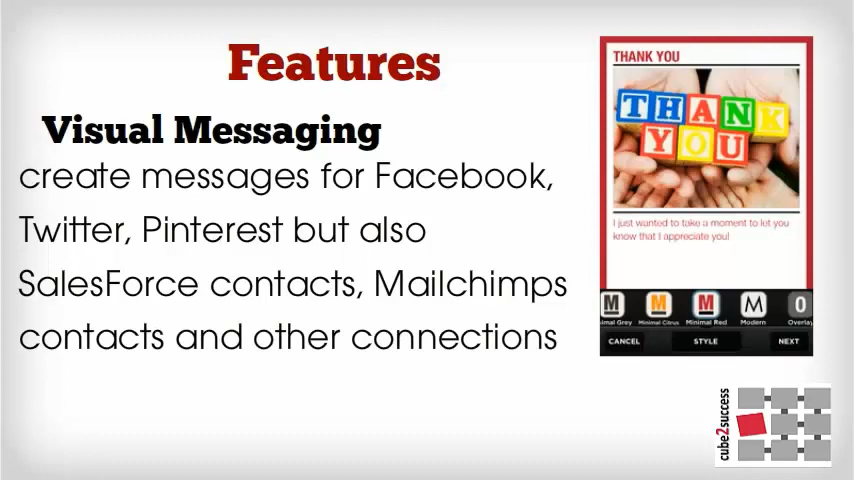 Features
Visual Messaging
create messages for Facebook,
Twitter, Pinterest but also
SalesForce contacts, Mailchimps
contacts and other connections
THANK YOU
THANK
YOU
I just wanted to take a moment to let you
know that I appreciate you!
M M M M 0
imal Grey Minimal Citrus Minimal Red Modern Overlay
CANCEL STYLE NEXT
cube2success